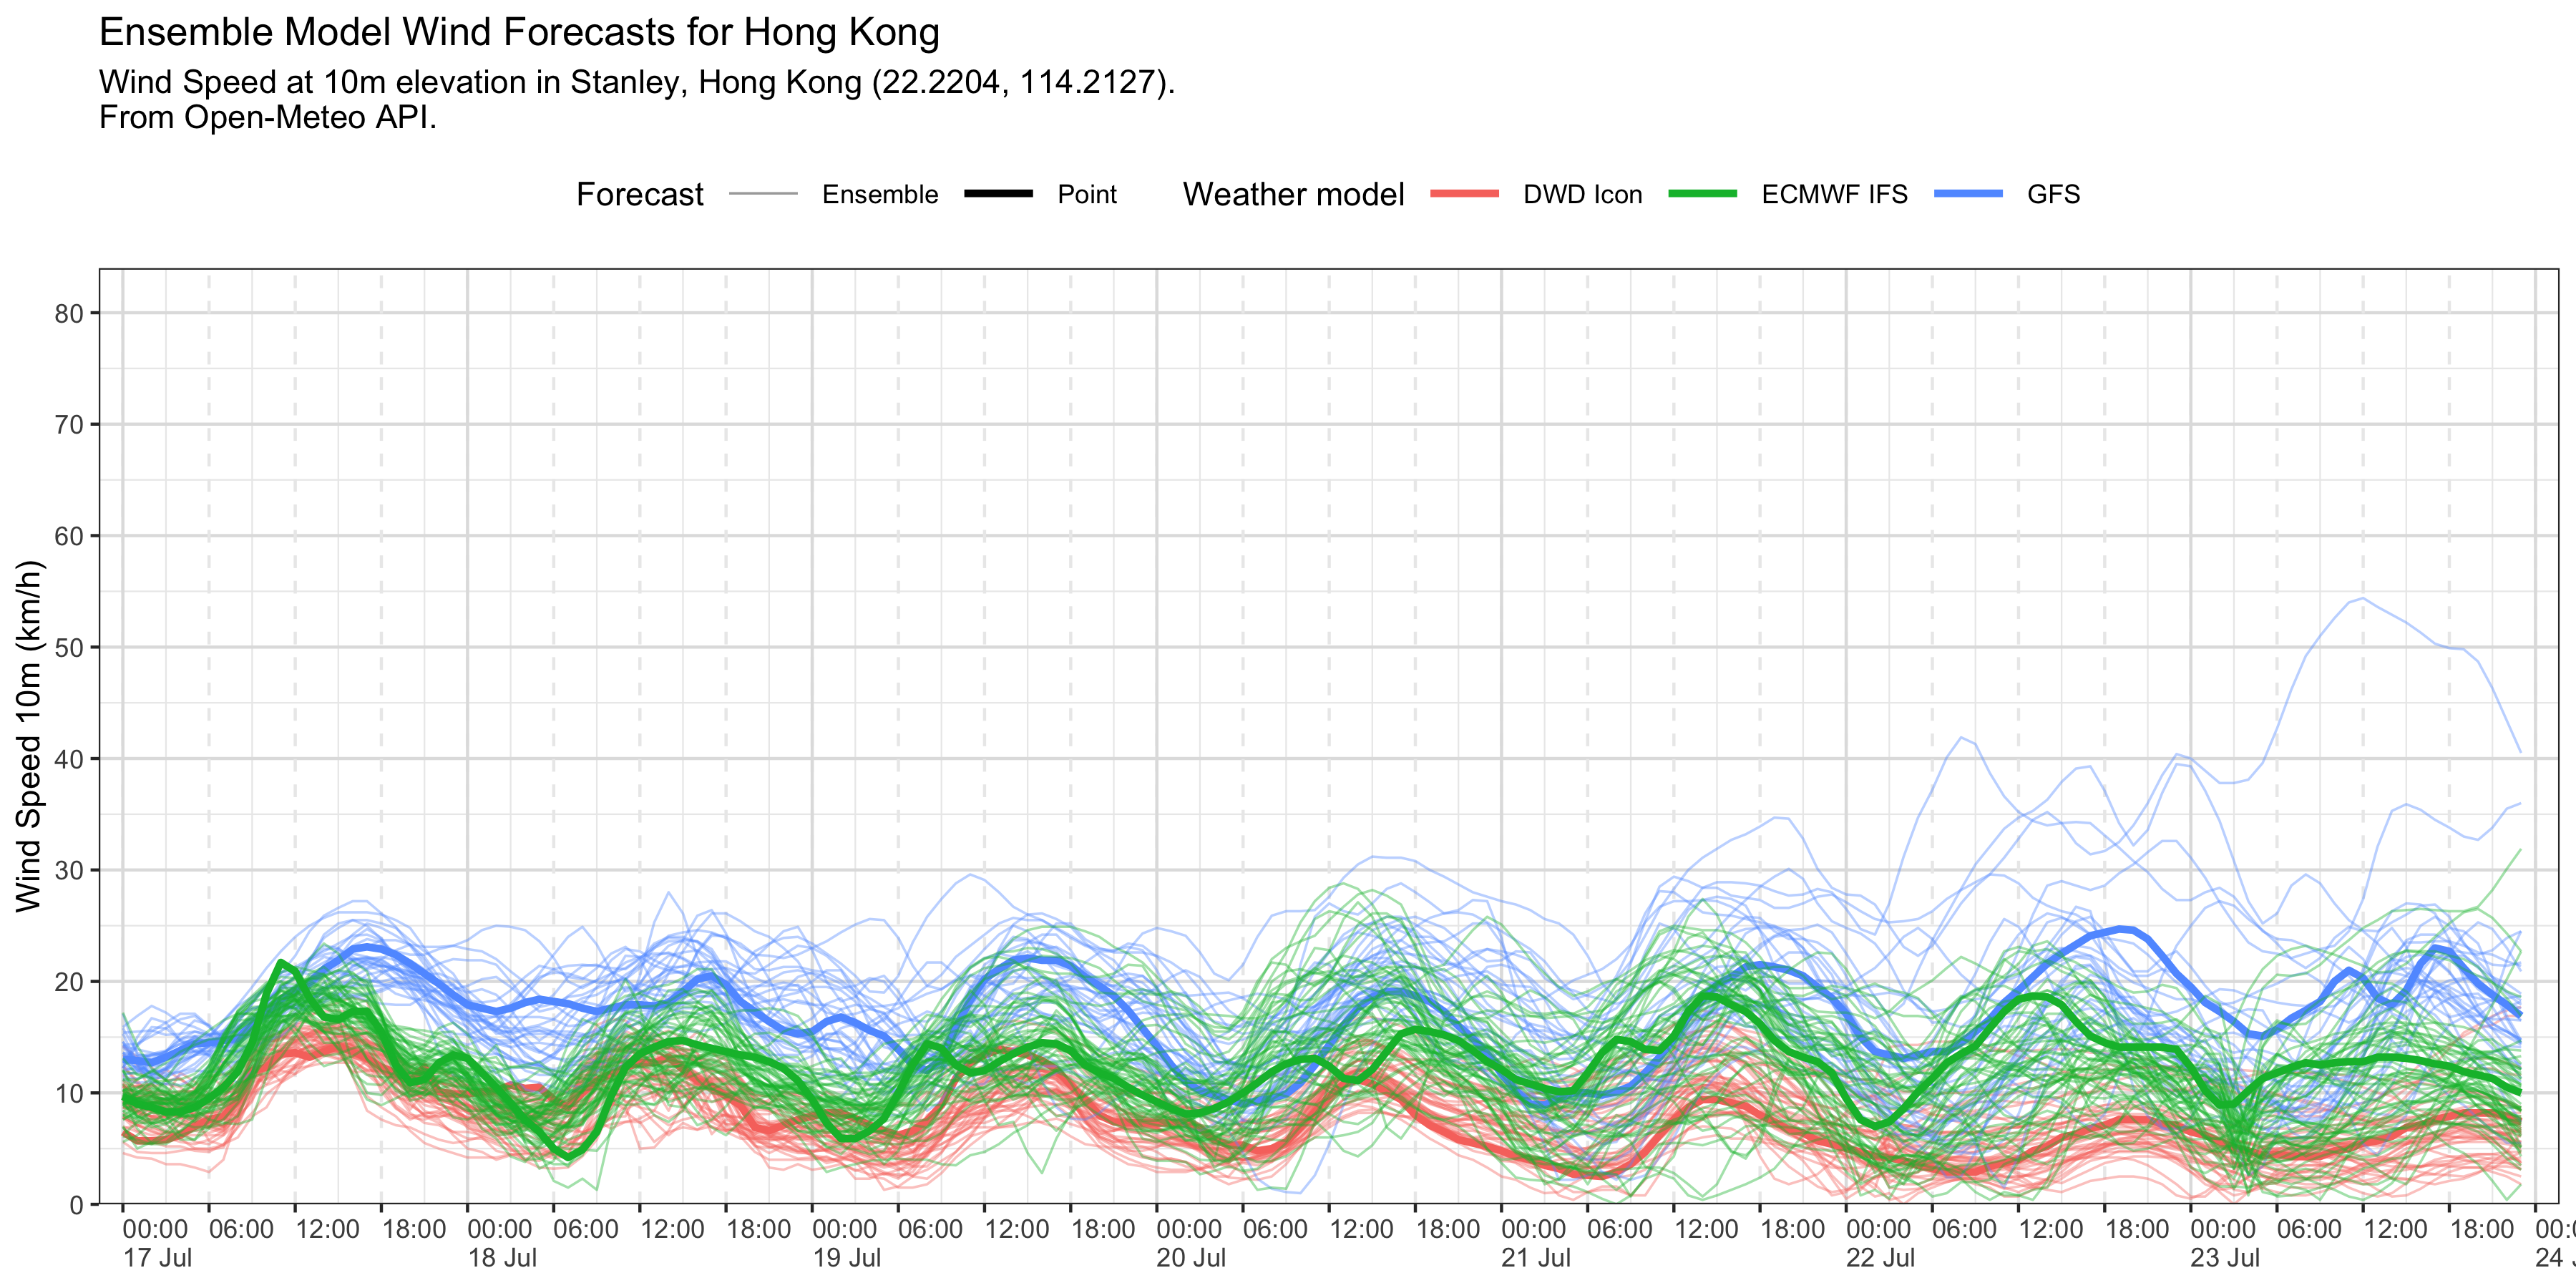 Ensemble Model Wind Forecasts for Hong Kong
Wind Speed at 10m elevation in Stanley, Hong Kong (22.2204, 114.2127).
From Open-Meteo API.
Forecast Ensemble Point Weather model DWD Icon ECMWF IFS GFS
Wind Speed 10m (km/h)
80
70
60
50
40
30
20
10
0
00:00 06:00 12:00 18:00 00:00 06:00 12:00 18:00 00:00 06:00 12:00 18:00 00:00 06:00 12:00 18:00 00:00 06:00 12:00 18:00 00:00 06:00 12:00 18:00 00:00 06:00 12:00 18:00
17 Jul 18 Jul 19 Jul 20 Jul 21 Jul 22 Jul 23 Jul 24